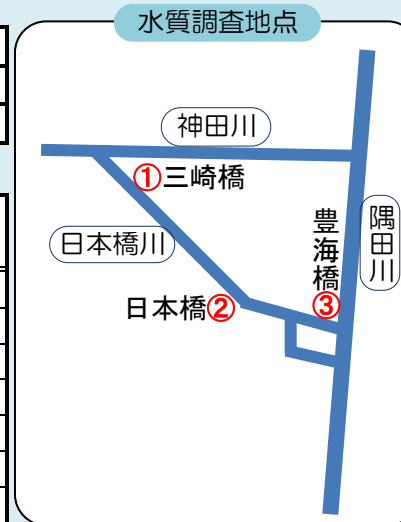 水質調査地点
神田川
①三崎橋
日本橋川
豊海橋
③
隅田川
日本橋②